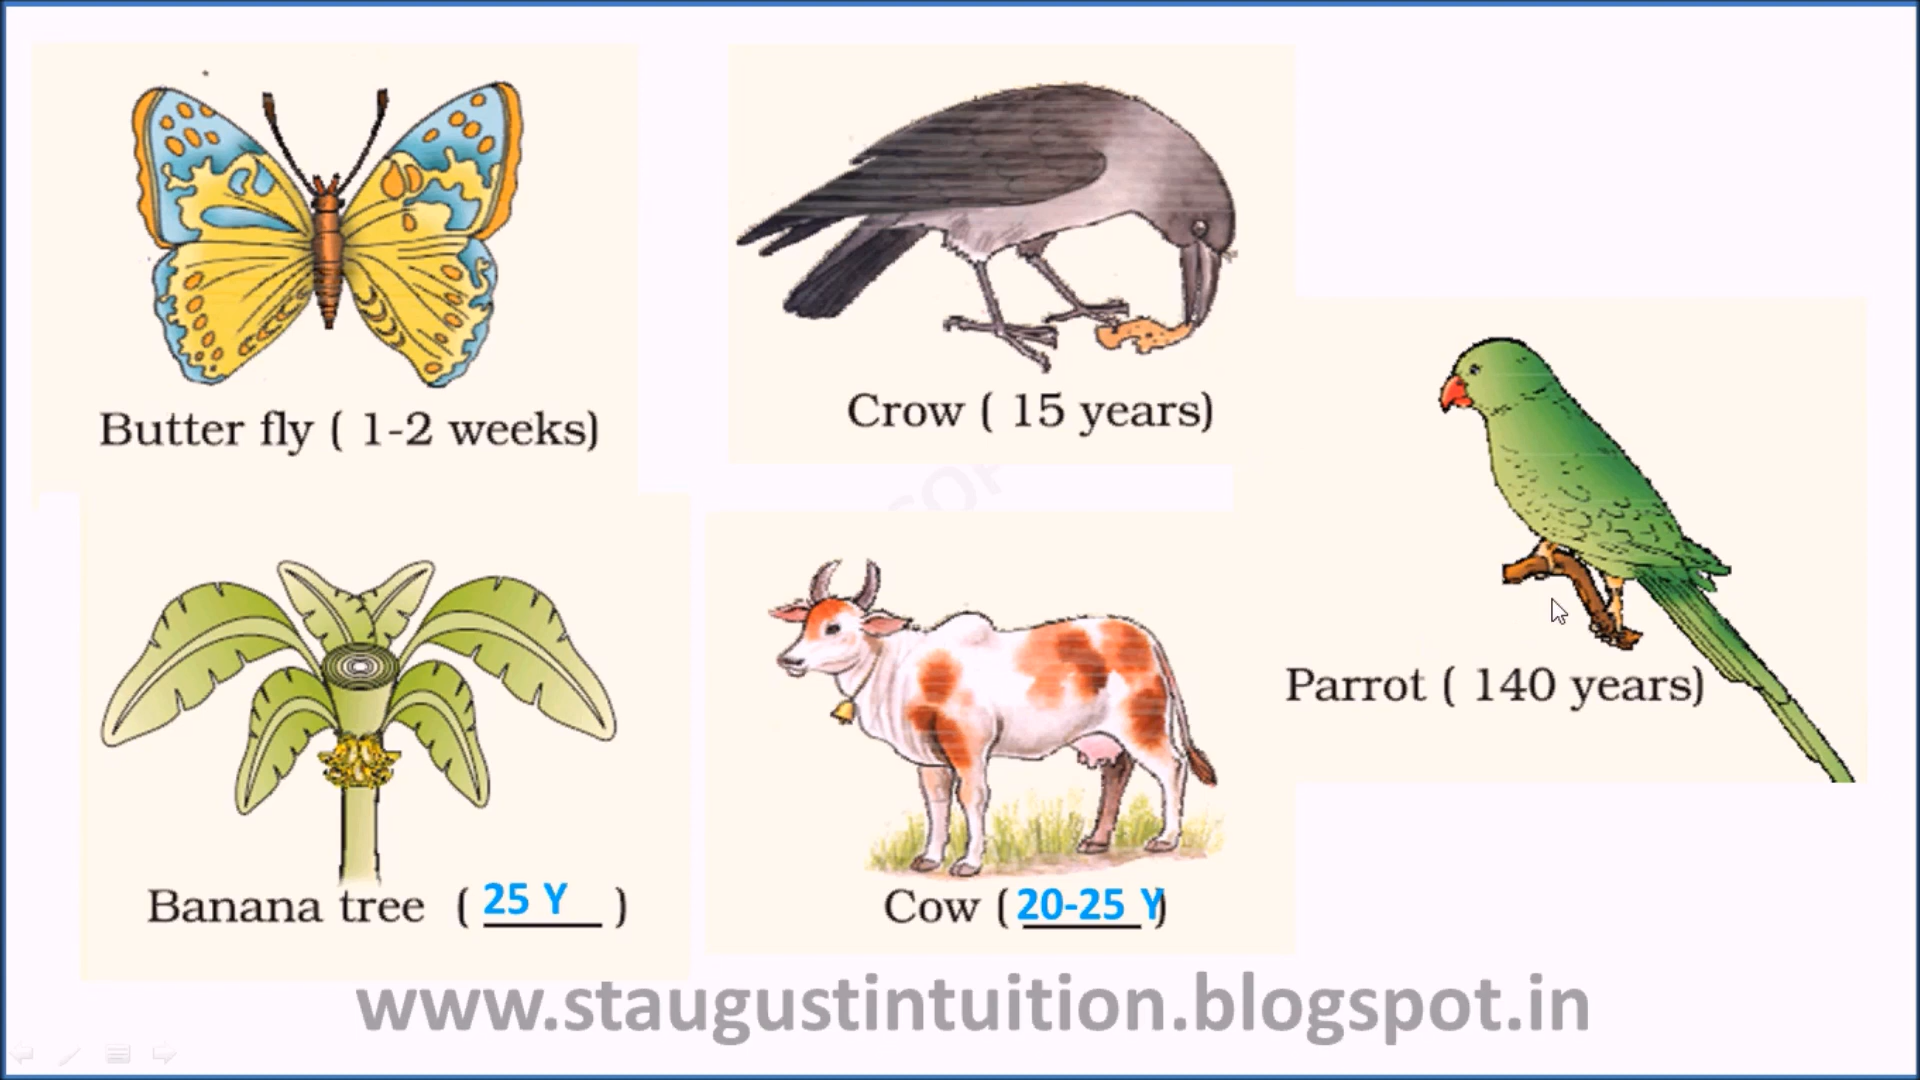 Butter fly ( 1-2 weeks)
Crow ( 15 years)
Parrot ( 140 years)
Banana tree ( 25 Y )
Cow ( 20-25 Y)
www.staugustintuition.blogspot.in